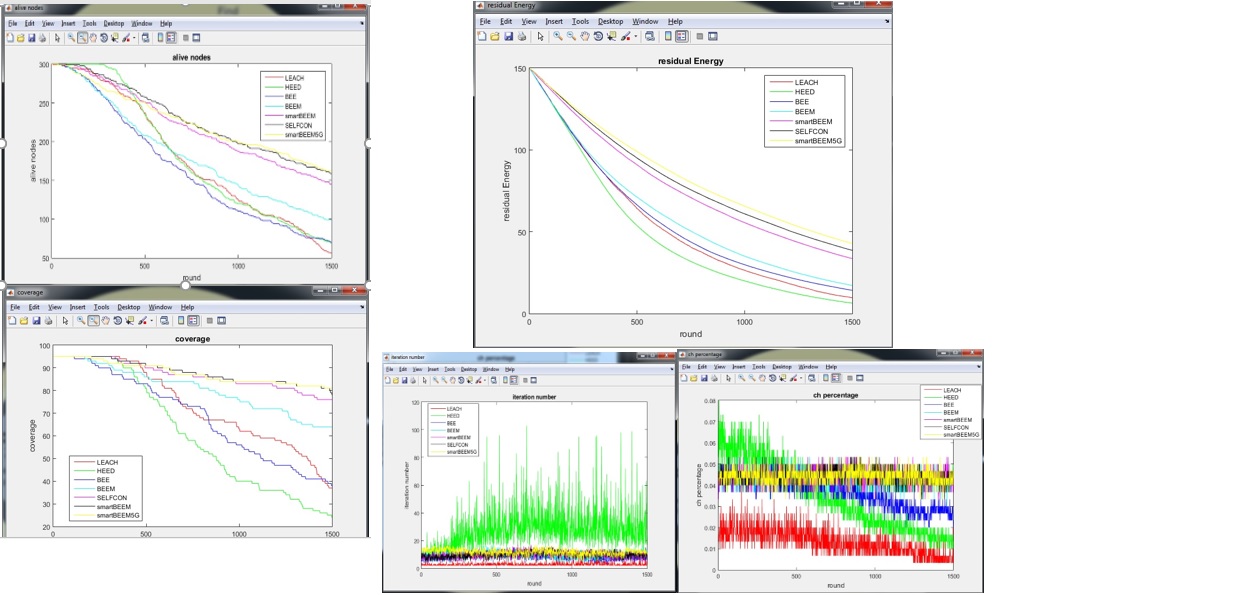 alive nodes
File Edit View Insert Tools Desktop Window Help
alive nodes
300
250
200
150
100
50
alive nodes
LEACH
HEED
BEE
BEEM
smartBEEM
SELFCON
smartBEEM5G
500 1000 1500
round
residual Energy
File Edit View Insert Tools Desktop Window Help
residual Energy
150
100
50
0
residual Energy
LEACH
HEED
BEE
BEEM
smartBEEM
SELFCON
smartBEEM5G
0 500 1000 1500
round
coverage
File Edit View Insert Tools Desktop Window Help
coverage
100
90
80
70
60
50
40
30
20
coverage
LEACH
HEED
BEE
BEEM
SELFCON
smartBEEM
smartBEEM5G
0 500 1000 1500
round
iteration number
ch percentage
File Edit View Insert Tools Desktop Window Help
iteration number
120
100
80
60
40
20
0
iteration number
LEACH
HEED
BEE
BEEM
smartBEEM
SELFCON
smartBEEM5G
0 500 1000 1500
round
ch percentage
File Edit View Insert Tools Desktop Window Help
ch percentage
0.08
0.07
0.06
0.05
0.04
0.03
0.02
0.01
0
ch percentage
LEACH
HEED
BEE
BEEM
smartBEEM
SELFCON
smartBEEM5G
0 500 1000 1500
round